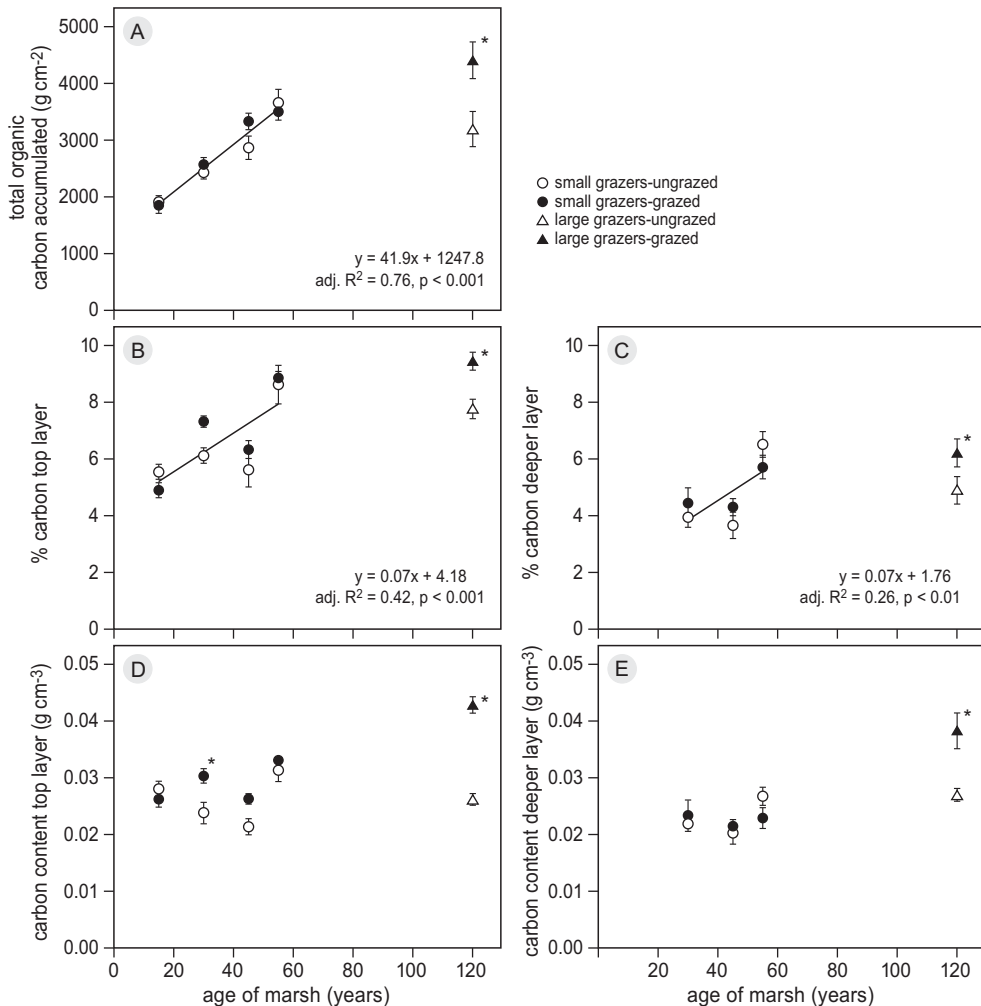 A
total organic
carbon accumulated (g cm-2)
5000
4000
3000
2000
1000
0
*
y = 41.9x + 1247.8
adj. R2 = 0.76, p < 0.001
small grazers-ungrazed
small grazers-grazed
large grazers-ungrazed
large grazers-grazed
B
% carbon top layer
10
8
6
4
2
0
*
y = 0.07x + 4.18
adj. R2 = 0.42, p < 0.001
C
% carbon deeper layer
10
8
6
4
2
0
*
y = 0.07x + 1.76
adj. R2 = 0.26, p < 0.01
D
carbon content top layer (g cm-3)
0.05
0.04
0.03
0.02
0.01
0.00
*
*
0 20 40 60 80 100 120
age of marsh (years)
E
carbon content deeper layer (g cm-3)
0.05
0.04
0.03
0.02
0.01
0.00
*
20 40 60 80 100 120
age of marsh (years)